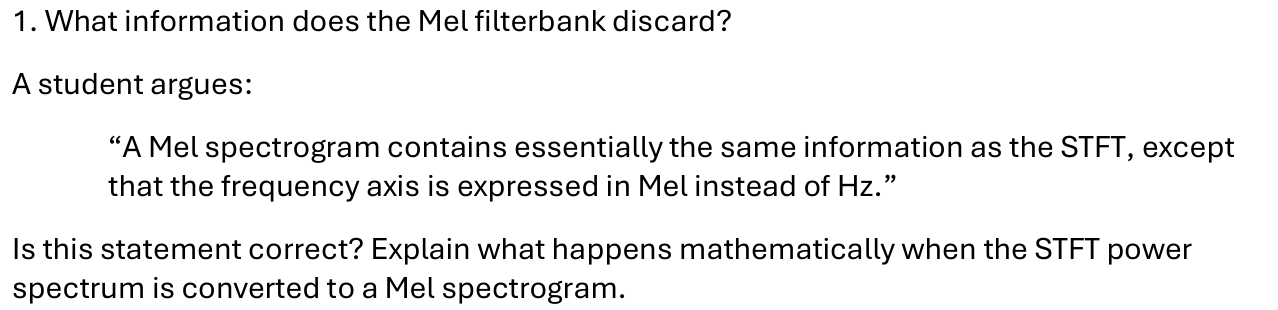 1. What information does the Mel filterbank discard?
A student argues:
“A Mel spectrogram contains essentially the same information as the STFT, except
that the frequency axis is expressed in Mel instead of Hz.”
Is this statement correct? Explain what happens mathematically when the STFT power
spectrum is converted to a Mel spectrogram.